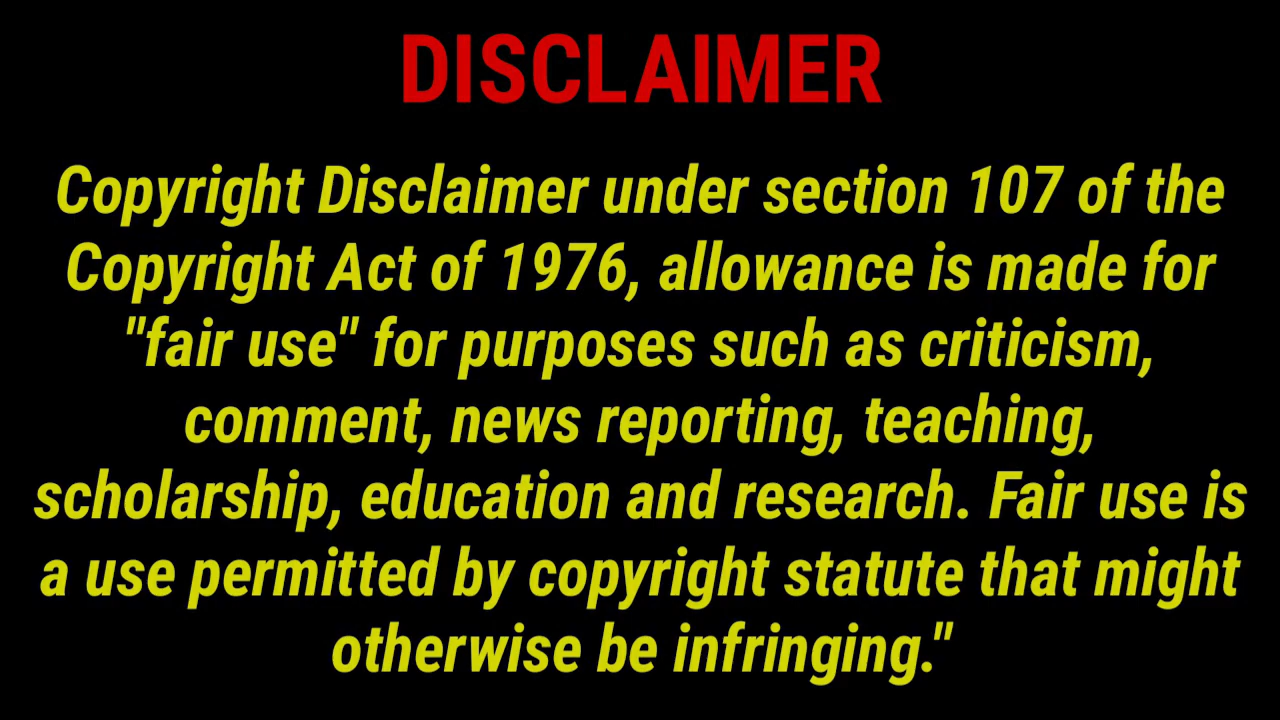 DISCLAIMER
Copyright Disclaimer under section 107 of the
Copyright Act of 1976, allowance is made for
"fair use" for purposes such as criticism,
comment, news reporting, teaching,
scholarship, education and research. Fair use is
a use permitted by copyright statute that might
otherwise be infringing."